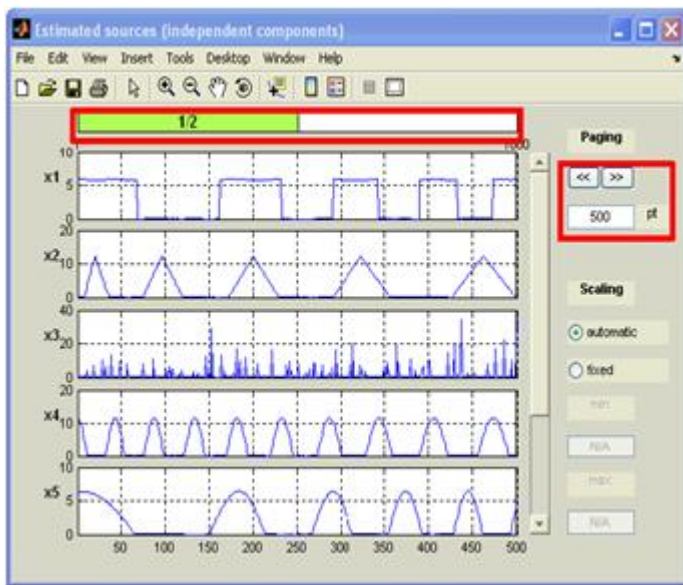 Estimated sources (independent components)
File Edit View Insert Tools Desktop Window Help
1/2
1000
Paging
<< >>
500 pt
Scaling
automatic
fixed
min
N/A
max
N/A
x1
10
5
0
x2
20
10
0
x3
40
20
0
x4
20
10
0
x5
10
5
0
50 100 150 200 250 300 350 400 450 500